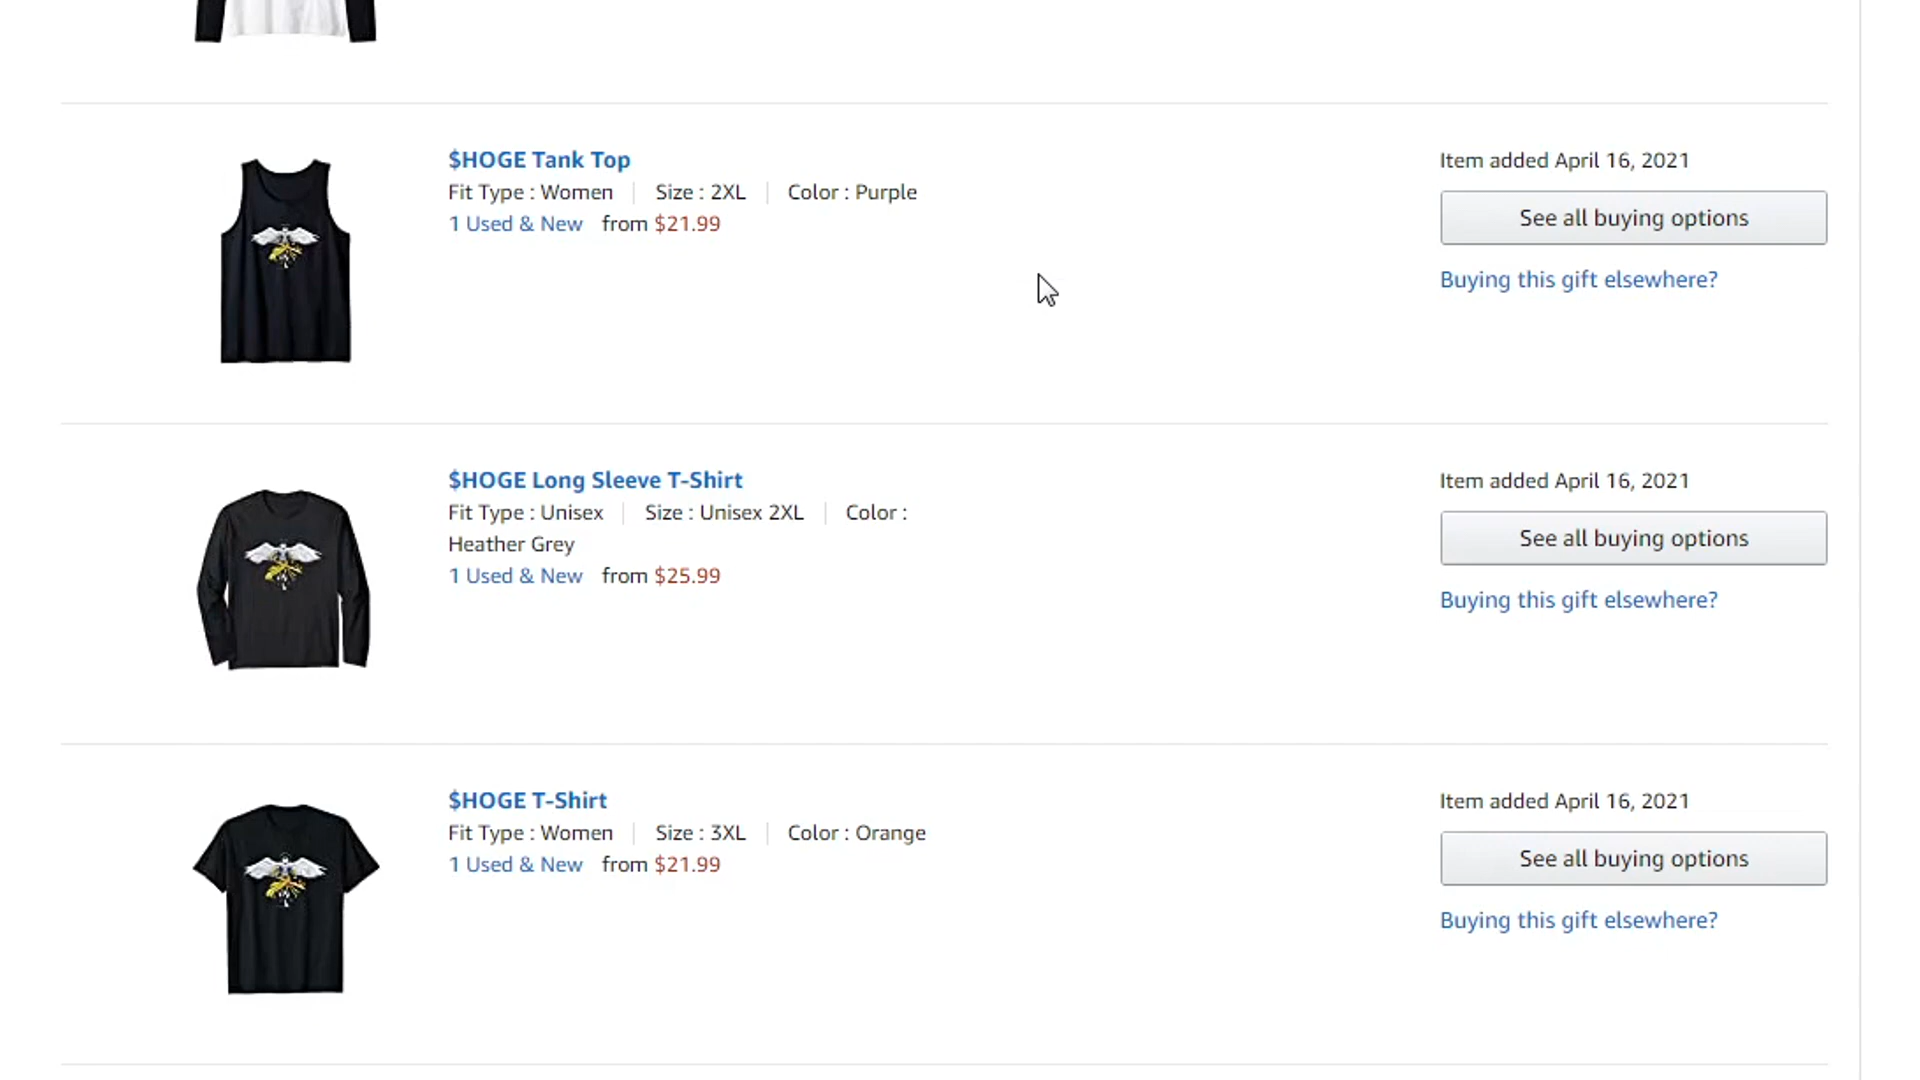 $HOGE Tank Top
Item added April 16, 2021
Fit Type : Women | Size : 2XL | Color : Purple
See all buying options
1 Used & New from $21.99
Buying this gift elsewhere?
$HOGE Long Sleeve T-Shirt
Item added April 16, 2021
Fit Type : Unisex | Size : Unisex 2XL | Color :
See all buying options
Heather Grey
1 Used & New from $25.99
Buying this gift elsewhere?
$HOGE T-Shirt
Item added April 16, 2021
Fit Type : Women | Size : 3XL | Color : Orange
See all buying options
1 Used & New from $21.99
Buying this gift elsewhere?